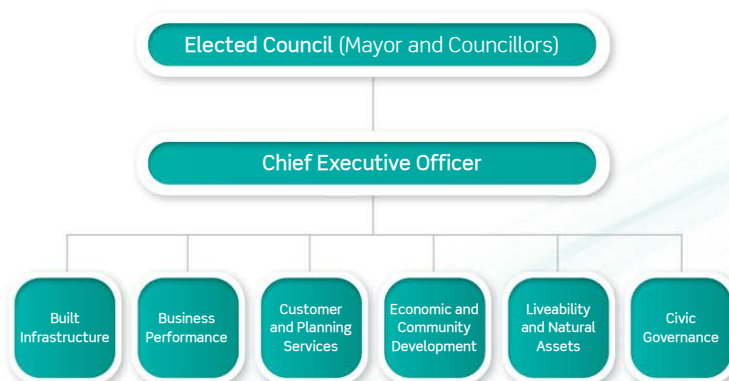 Elected Council (Mayor and Councillors)
Chief Executive Officer
Built
Infrastructure
Business
Performance
Customer
and Planning
Services
Economic and
Community
Development
Liveability
and Natural
Assets
Civic
Governance